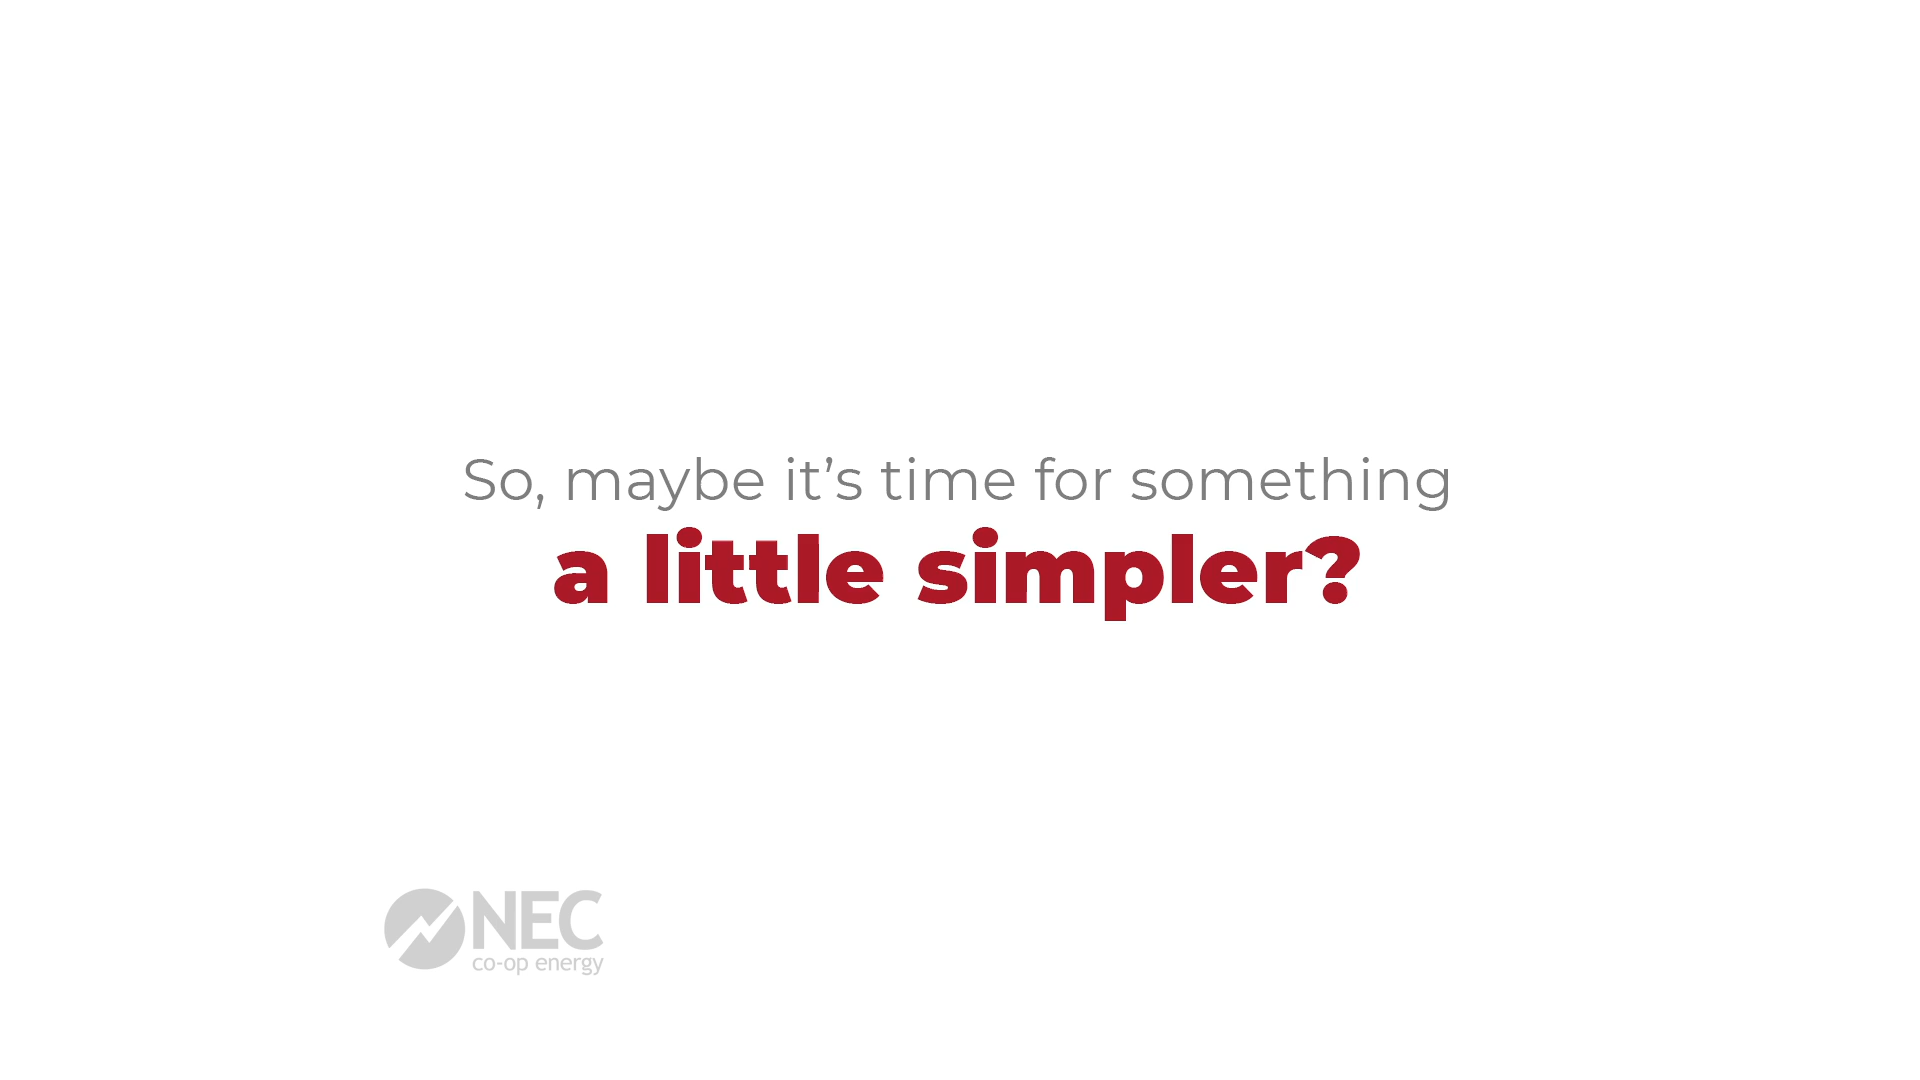 So, maybe it’s time for something
a little simpler?
NEC
co-op energy